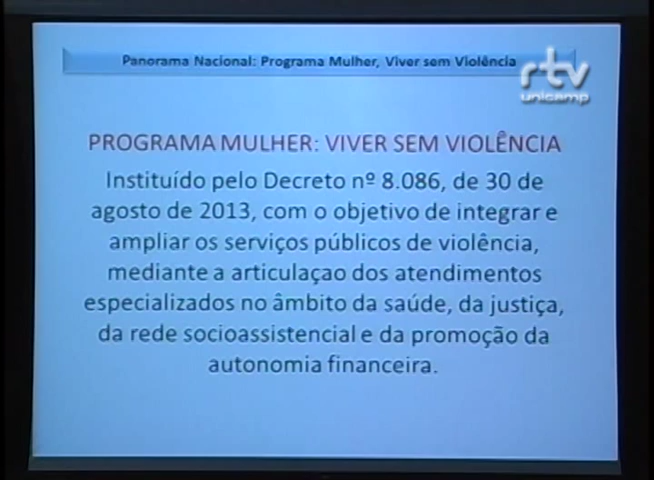 Panorama Nacional: Programa Mulher, Viver sem Violência
rtv
unicamp
PROGRAMA MULHER: VIVER SEM VIOLÊNCIA
Instituído pelo Decreto nº 8.086, de 30 de
agosto de 2013, com o objetivo de integrar e
ampliar os serviços públicos de violência,
mediante a articulaçao dos atendimentos
especializados no âmbito da saúde, da justiça,
da rede socioassistencial e da promoção da
autonomia financeira.